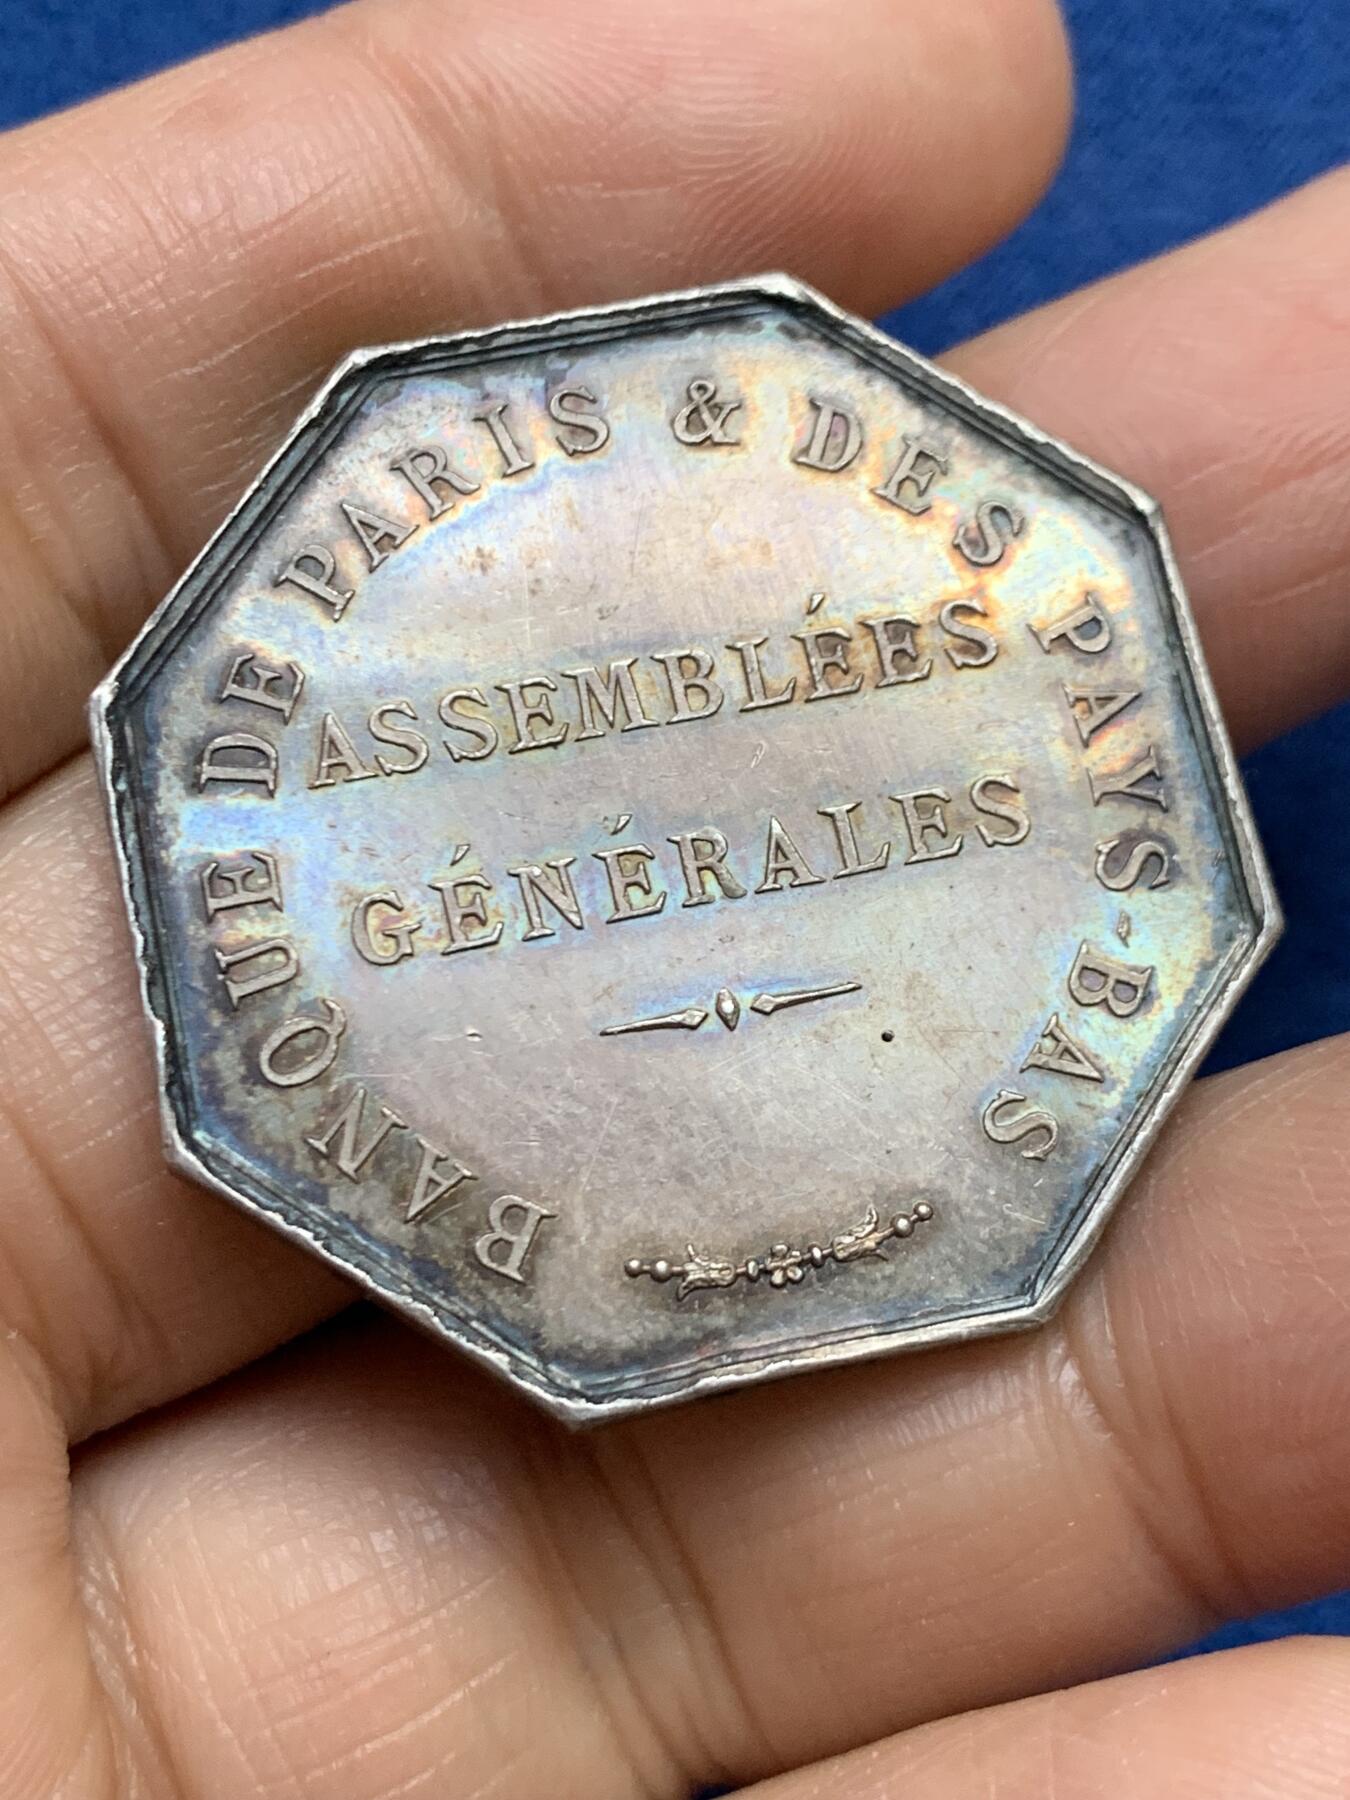 BANQUE DE PARIS & DES PAYS-BAS
ASSEMBLÉES
GÉNÉRALES